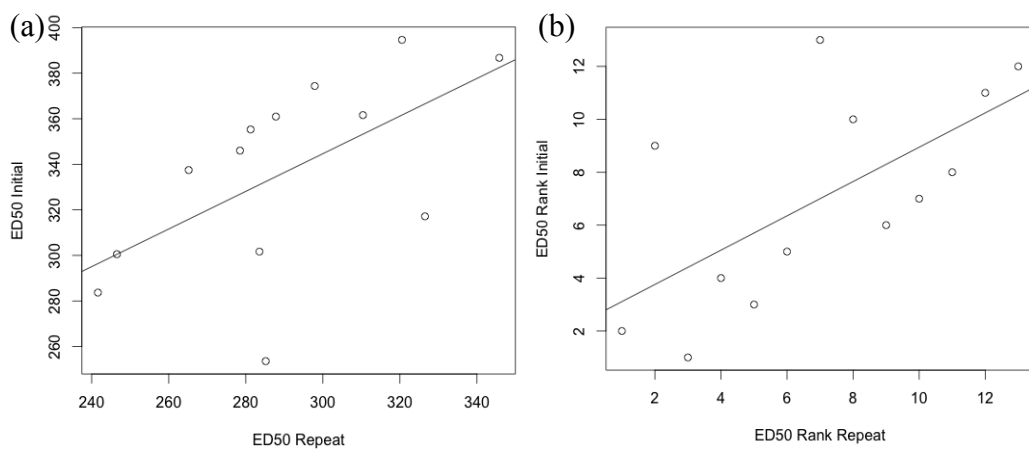 (a)
ED50 Initial
400
380
360
340
320
300
280
260
240 260 280 300 320 340
ED50 Repeat
(b)
ED50 Rank Initial
12
10
8
6
4
2
2 4 6 8 10 12
ED50 Rank Repeat